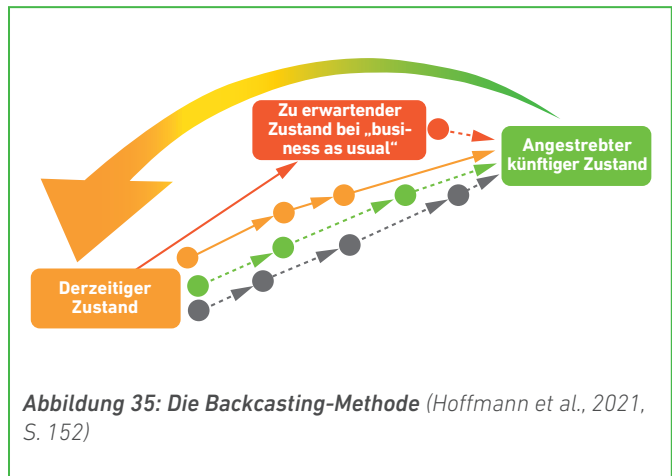 Zu erwartender
Zustand bei „busi-
ness as usual“
Angestrebter
künftiger Zustand
Derzeitiger
Zustand
Abbildung 35: Die Backcasting-Methode (Hoffmann et al., 2021,
S. 152)